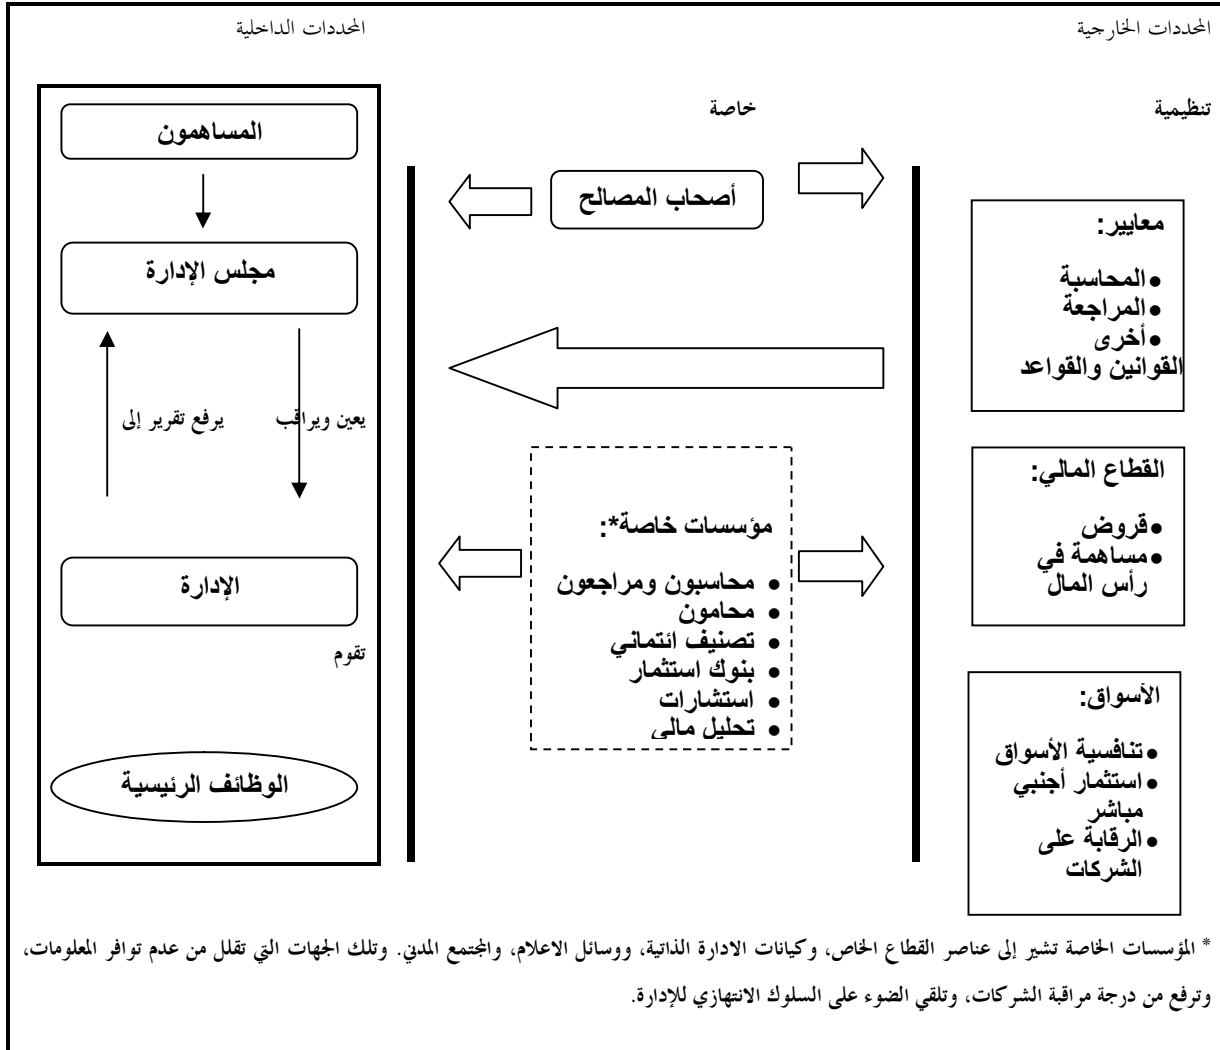 المحددات الخارجية
المحددات الداخلية
تنظيمية
خاصة
معايير:
●المحاسبة
●المراجعة
●أخرى
القوانين والقواعد
القطاع المالي:
●قروض
●مساهمة في
رأس المال
الأسواق:
●تنافسية الأسواق
●استثمار أجنبي
مباشر
●الرقابة على
الشركات
أصحاب المصالح
مؤسسات خاصة*:
● محاسبون ومراجعون
● محامون
● تصنيف ائتماني
● بنوك استثمار
● استشارات
● تحليل مالي
المساهمون
مجلس الإدارة
يعين ويراقب
يرفع تقرير إلى
الإدارة
تقوم
الوظائف الرئيسية
* المؤسسات الخاصة تشير إلى عناصر القطاع الخاص، وكيانات الادارة الذاتية، ووسائل الاعلام، والمجتمع المدني. وتلك الجهات التي تقلل من عدم توافر المعلومات،
وترفع من درجة مراقبة الشركات، وتلقي الضوء على السلوك الانتهازي للإدارة.